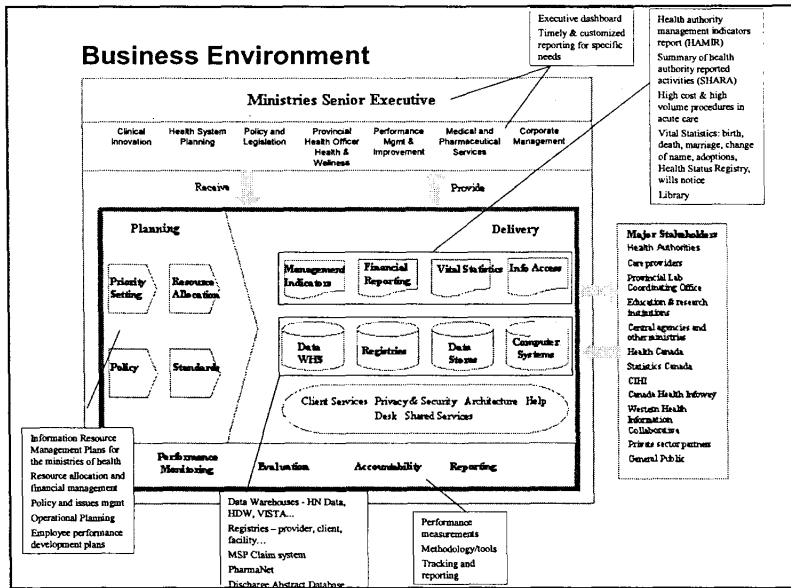 Business Environment
Executive dashboard
Timely & customized
reporting for specific
needs
Health authority
management indicators
report (HAMIR)
Summary of health
authority reported
activities (SHARA)
High cost & high
volume procedures in
acute care
Vital Statistics: birth,
death, marriage, change
of name, adoptions,
Health Status Registry,
wills notice
Library
Ministries Senior Executive
Clinical
Innovation
Health System
Planning
Policy and
Legislation
Provincial
Health Officer
Health &
Wellness
Performance
Mgmt &
Improvement
Medical and
Pharmaceutical
Services
Corporate
Management
Receive
Provide
Planning
Delivery
Priority
Setting
Resource
Allocation
Policy
Standards
Management
Indicators
Financial
Reporting
Vital Statistics
Info Access
Data
WHS
Registries
Data
Stores
Computer
Systems
Client Services Privacy & Security Architecture Help
Desk Shared Services
Performance
Monitoring
Evaluation
Accountability
Reporting
Major Stakeholders
Health Authorities
Care providers
Provincial Lab
Coordinating Office
Education & research
institutions
Central agencies and
other ministries
Health Canada
Statistics Canada
CIHI
Canada Health Infoway
Western Health
Information
Collaborative
Private sector partners
General Public
Information Resource
Management Plans for
the ministries of health
Resource allocation and
financial management
Policy and issues mgmt
Operational Planning
Employee performance
development plans
Data Warehouses - HN Data,
HDW, VISTA...
Registries – provider, client,
facility...
MSP Claim system
PharmaNet
Discharge Abstract Database
Performance
measurements
Methodology/tools
Tracking and
reporting